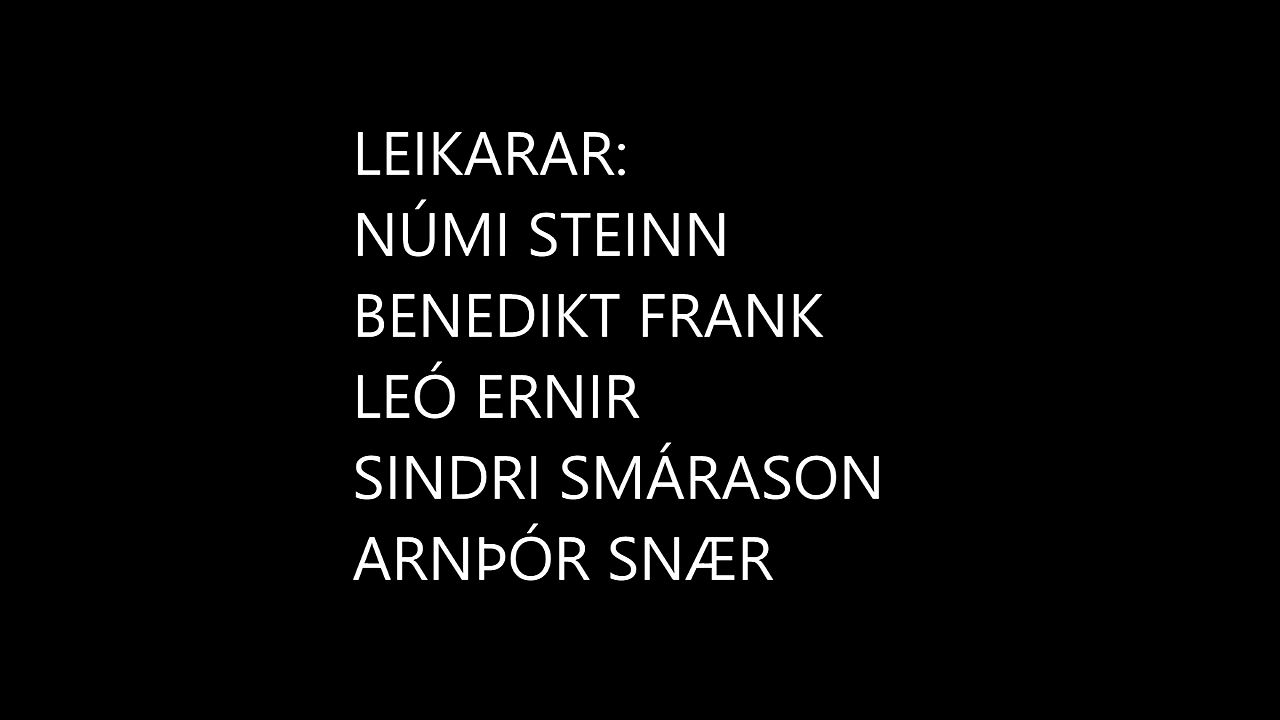 LEIKARAR:
NÚMI STEINN
BENEDIKT FRANK
LEÓ ERNIR
SINDRI SMÁRASON
ARNÞÓR SNÆR